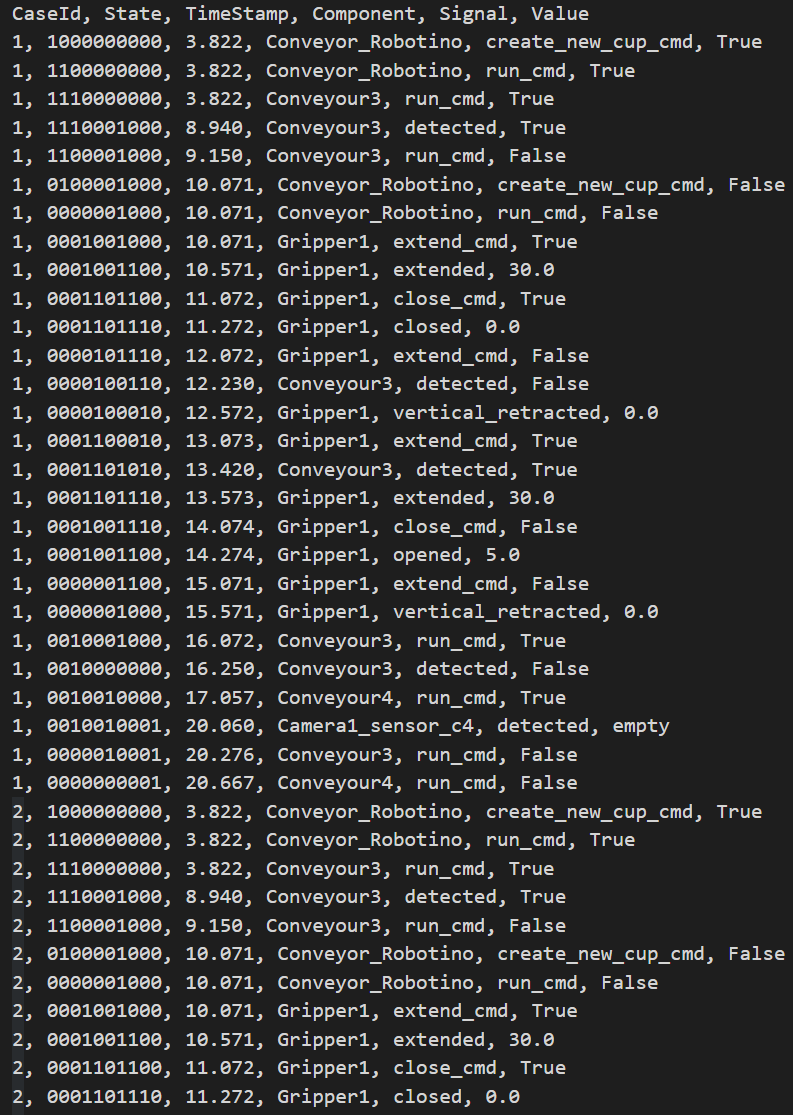 CaseId, State, TimeStamp, Component, Signal, Value
1, 1000000000, 3.822, Conveyor_Robotino, create_new_cup_cmd, True
1, 1100000000, 3.822, Conveyor_Robotino, run_cmd, True
1, 1110000000, 3.822, Conveyour3, run_cmd, True
1, 1110001000, 8.940, Conveyour3, detected, True
1, 1100001000, 9.150, Conveyour3, run_cmd, False
1, 0100001000, 10.071, Conveyor_Robotino, create_new_cup_cmd, False
1, 0000001000, 10.071, Conveyor_Robotino, run_cmd, False
1, 0001001000, 10.071, Gripper1, extend_cmd, True
1, 0001001100, 10.571, Gripper1, extended, 30.0
1, 0001101100, 11.072, Gripper1, close_cmd, True
1, 0001101110, 11.272, Gripper1, closed, 0.0
1, 0000101110, 12.072, Gripper1, extend_cmd, False
1, 0000100110, 12.230, Conveyour3, detected, False
1, 0000100010, 12.572, Gripper1, vertical_retracted, 0.0
1, 0001100010, 13.073, Gripper1, extend_cmd, True
1, 0001101010, 13.420, Conveyour3, detected, True
1, 0001101110, 13.573, Gripper1, extended, 30.0
1, 0001001110, 14.074, Gripper1, close_cmd, False
1, 0001001100, 14.274, Gripper1, opened, 5.0
1, 0000001100, 15.071, Gripper1, extend_cmd, False
1, 0000001000, 15.571, Gripper1, vertical_retracted, 0.0
1, 0010001000, 16.072, Conveyour3, run_cmd, True
1, 0010000000, 16.250, Conveyour3, detected, False
1, 0010010000, 17.057, Conveyour4, run_cmd, True
1, 0010010001, 20.060, Camera1_sensor_c4, detected, empty
1, 0000010001, 20.276, Conveyour3, run_cmd, False
1, 0000000001, 20.667, Conveyour4, run_cmd, False
2, 1000000000, 3.822, Conveyor_Robotino, create_new_cup_cmd, True
2, 1100000000, 3.822, Conveyor_Robotino, run_cmd, True
2, 1110000000, 3.822, Conveyour3, run_cmd, True
2, 1110001000, 8.940, Conveyour3, detected, True
2, 1100001000, 9.150, Conveyour3, run_cmd, False
2, 0100001000, 10.071, Conveyor_Robotino, create_new_cup_cmd, False
2, 0000001000, 10.071, Conveyor_Robotino, run_cmd, False
2, 0001001000, 10.071, Gripper1, extend_cmd, True
2, 0001001100, 10.571, Gripper1, extended, 30.0
2, 0001101100, 11.072, Gripper1, close_cmd, True
2, 0001101110, 11.272, Gripper1, closed, 0.0